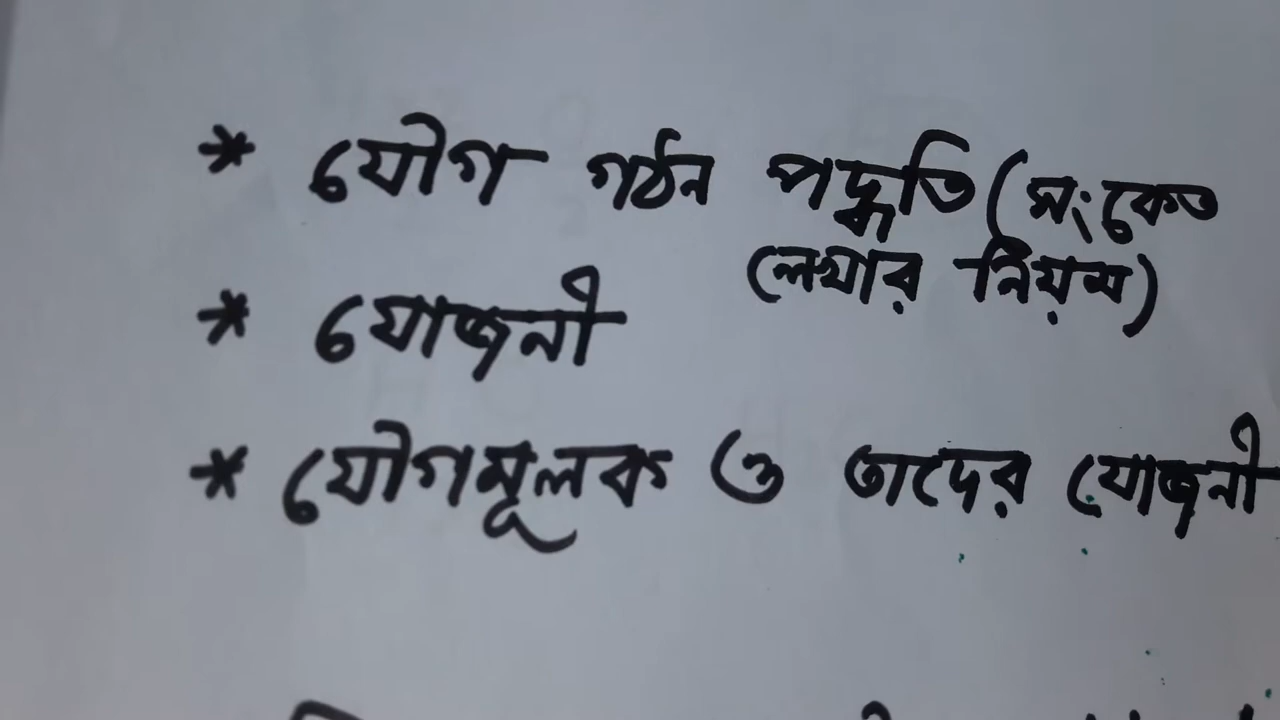 * যৌগ গঠন পদ্ধতি (সংকেত
লেখার নিয়ম)
* যোজনী
* যৌগমূলক ও তাদের যোজনী